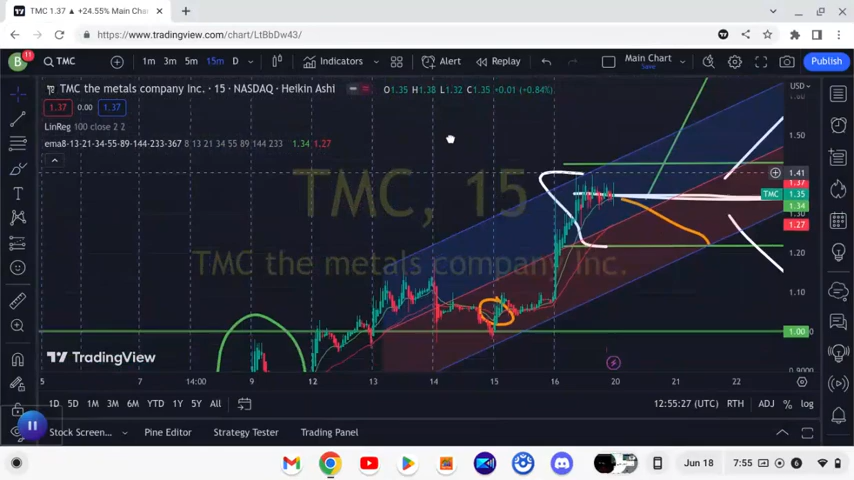 TMC 1.37 ▲ +24.55% Main Chart
https://www.tradingview.com/chart/LtBbDw43/
B 11 TMC 1m 3m 5m 15m D Indicators Alert Replay Main Chart Save Publish
TMC the metals company Inc. · 15 · NASDAQ · Heikin Ashi O1.35 H1.38 L1.32 C1.35 +0.01 (+0.84%)
USD
1.37 0.00 1.37
LinReg 100 close 2 2
ema8-13-21-34-55-89-144-233-367 8 13 21 34 55 89 144 233 1.34 1.27
1.50
1.41
1.37
TMC 1.35
1.34
1.30
1.27
1.20
1.10
1.00
0.9000
TMC, 15
TMC the metals company Inc.
TradingView
5 7 14:00 9 12 13 14 15 16 20 21 22
1D 5D 1M 3M 6M YTD 1Y 5Y All 12:55:27 (UTC) RTH ADJ % log
Stock Screen... Pine Editor Strategy Tester Trading Panel
Jun 18 7:55 6